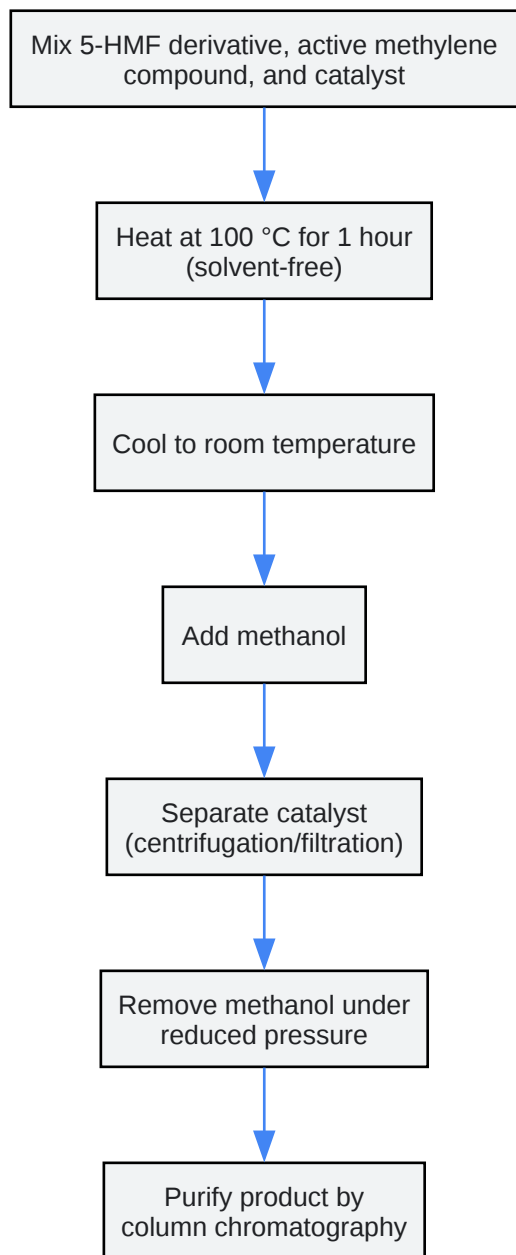 Mix 5-HMF derivative, active methylene
compound, and catalyst
Heat at 100 °C for 1 hour
(solvent-free)
Cool to room temperature
Add methanol
Separate catalyst
(centrifugation/filtration)
Remove methanol under
reduced pressure
Purify product by
column chromatography